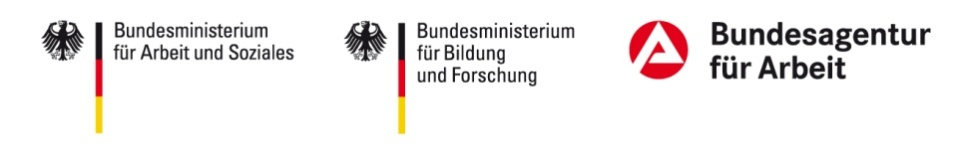 Bundesministerium
für Arbeit und Soziales
Bundesministerium
für Bildung
und Forschung
Bundesagentur
für Arbeit